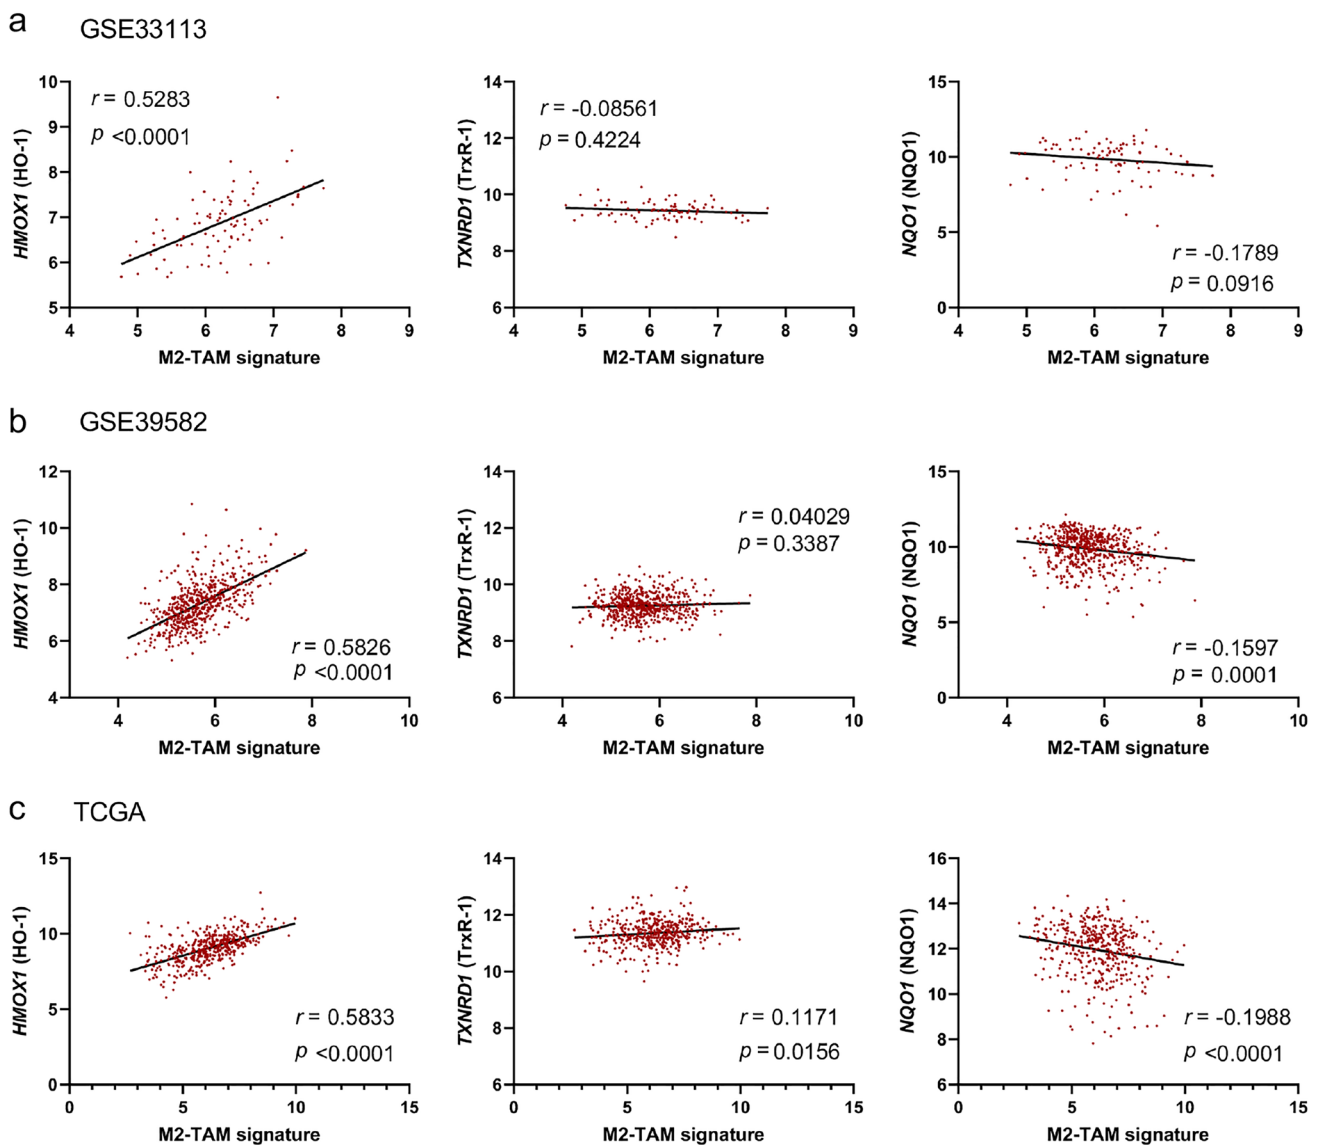 a GSE33113
10
9
8
7
6
5
HMOX1 (HO-1)
r = 0.5283
p <0.0001
4 5 6 7 8 9
M2-TAM signature
14
12
10
8
6
TXNRD1 (TrxR-1)
r = -0.08561
p = 0.4224
4 5 6 7 8 9
M2-TAM signature
15
10
5
0
NQO1 (NQO1)
r = -0.1789
p = 0.0916
4 5 6 7 8 9
M2-TAM signature
b GSE39582
12
10
8
6
4
HMOX1 (HO-1)
r = 0.5826
p <0.0001
4 6 8 10
M2-TAM signature
14
12
10
8
6
TXNRD1 (TrxR-1)
r = 0.04029
p = 0.3387
4 6 8 10
M2-TAM signature
15
10
5
0
NQO1 (NQO1)
r = -0.1597
p = 0.0001
4 6 8 10
M2-TAM signature
c TCGA
15
10
5
0
HMOX1 (HO-1)
r = 0.5833
p <0.0001
0 5 10 15
M2-TAM signature
14
12
10
8
6
TXNRD1 (TrxR-1)
r = 0.1171
p = 0.0156
0 5 10 15
M2-TAM signature
16
14
12
10
8
6
NQO1 (NQO1)
r = -0.1988
p <0.0001
0 5 10 15
M2-TAM signature